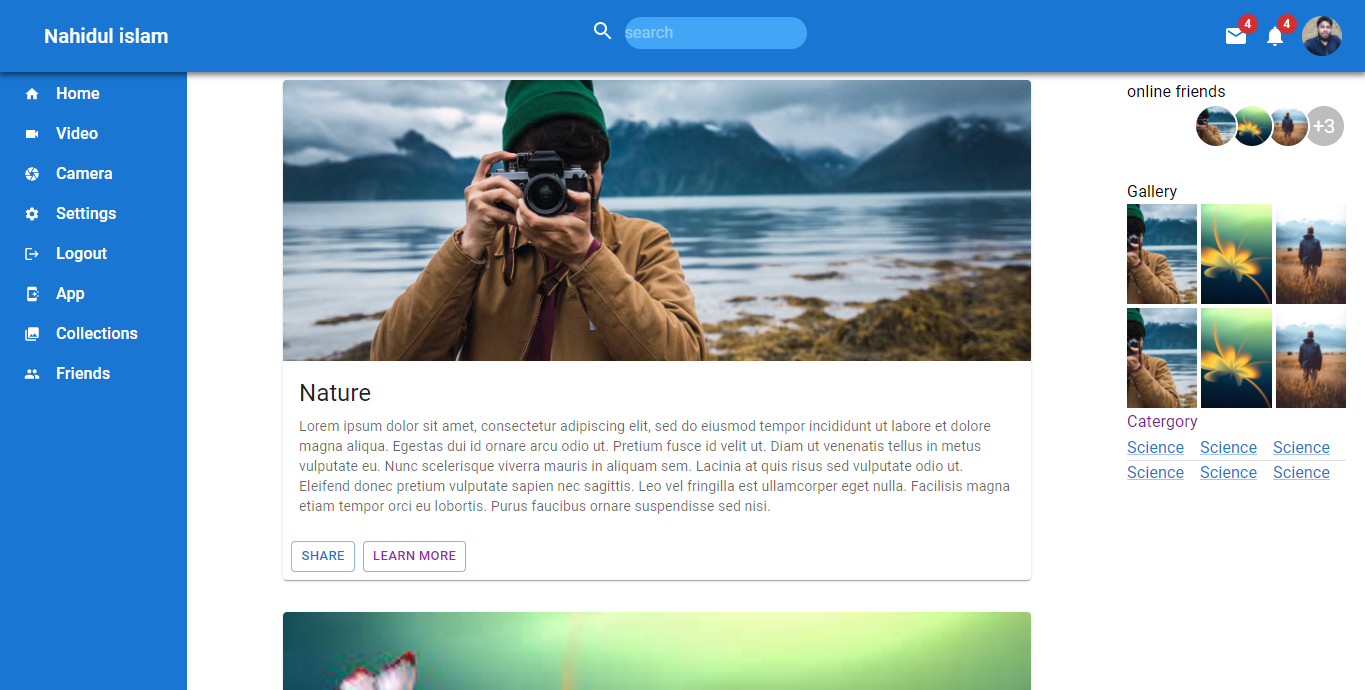 Nahidul islam
search
4
4
Home
Video
Camera
Settings
Logout
App
Collections
Friends
Nature
Lorem ipsum dolor sit amet, consectetur adipiscing elit, sed do eiusmod tempor incididunt ut labore et dolore
magna aliqua. Egestas dui id ornare arcu odio ut. Pretium fusce id velit ut. Diam ut venenatis tellus in metus
vulputate eu. Nunc scelerisque viverra mauris in aliquam sem. Lacinia at quis risus sed vulputate odio ut.
Eleifend donec pretium vulputate sapien nec sagittis. Leo vel fringilla est ullamcorper eget nulla. Facilisis magna
etiam tempor orci eu lobortis. Purus faucibus ornare suspendisse sed nisi.
SHARE LEARN MORE
online friends
+3
Gallery
Catergory
Science Science Science
Science Science Science